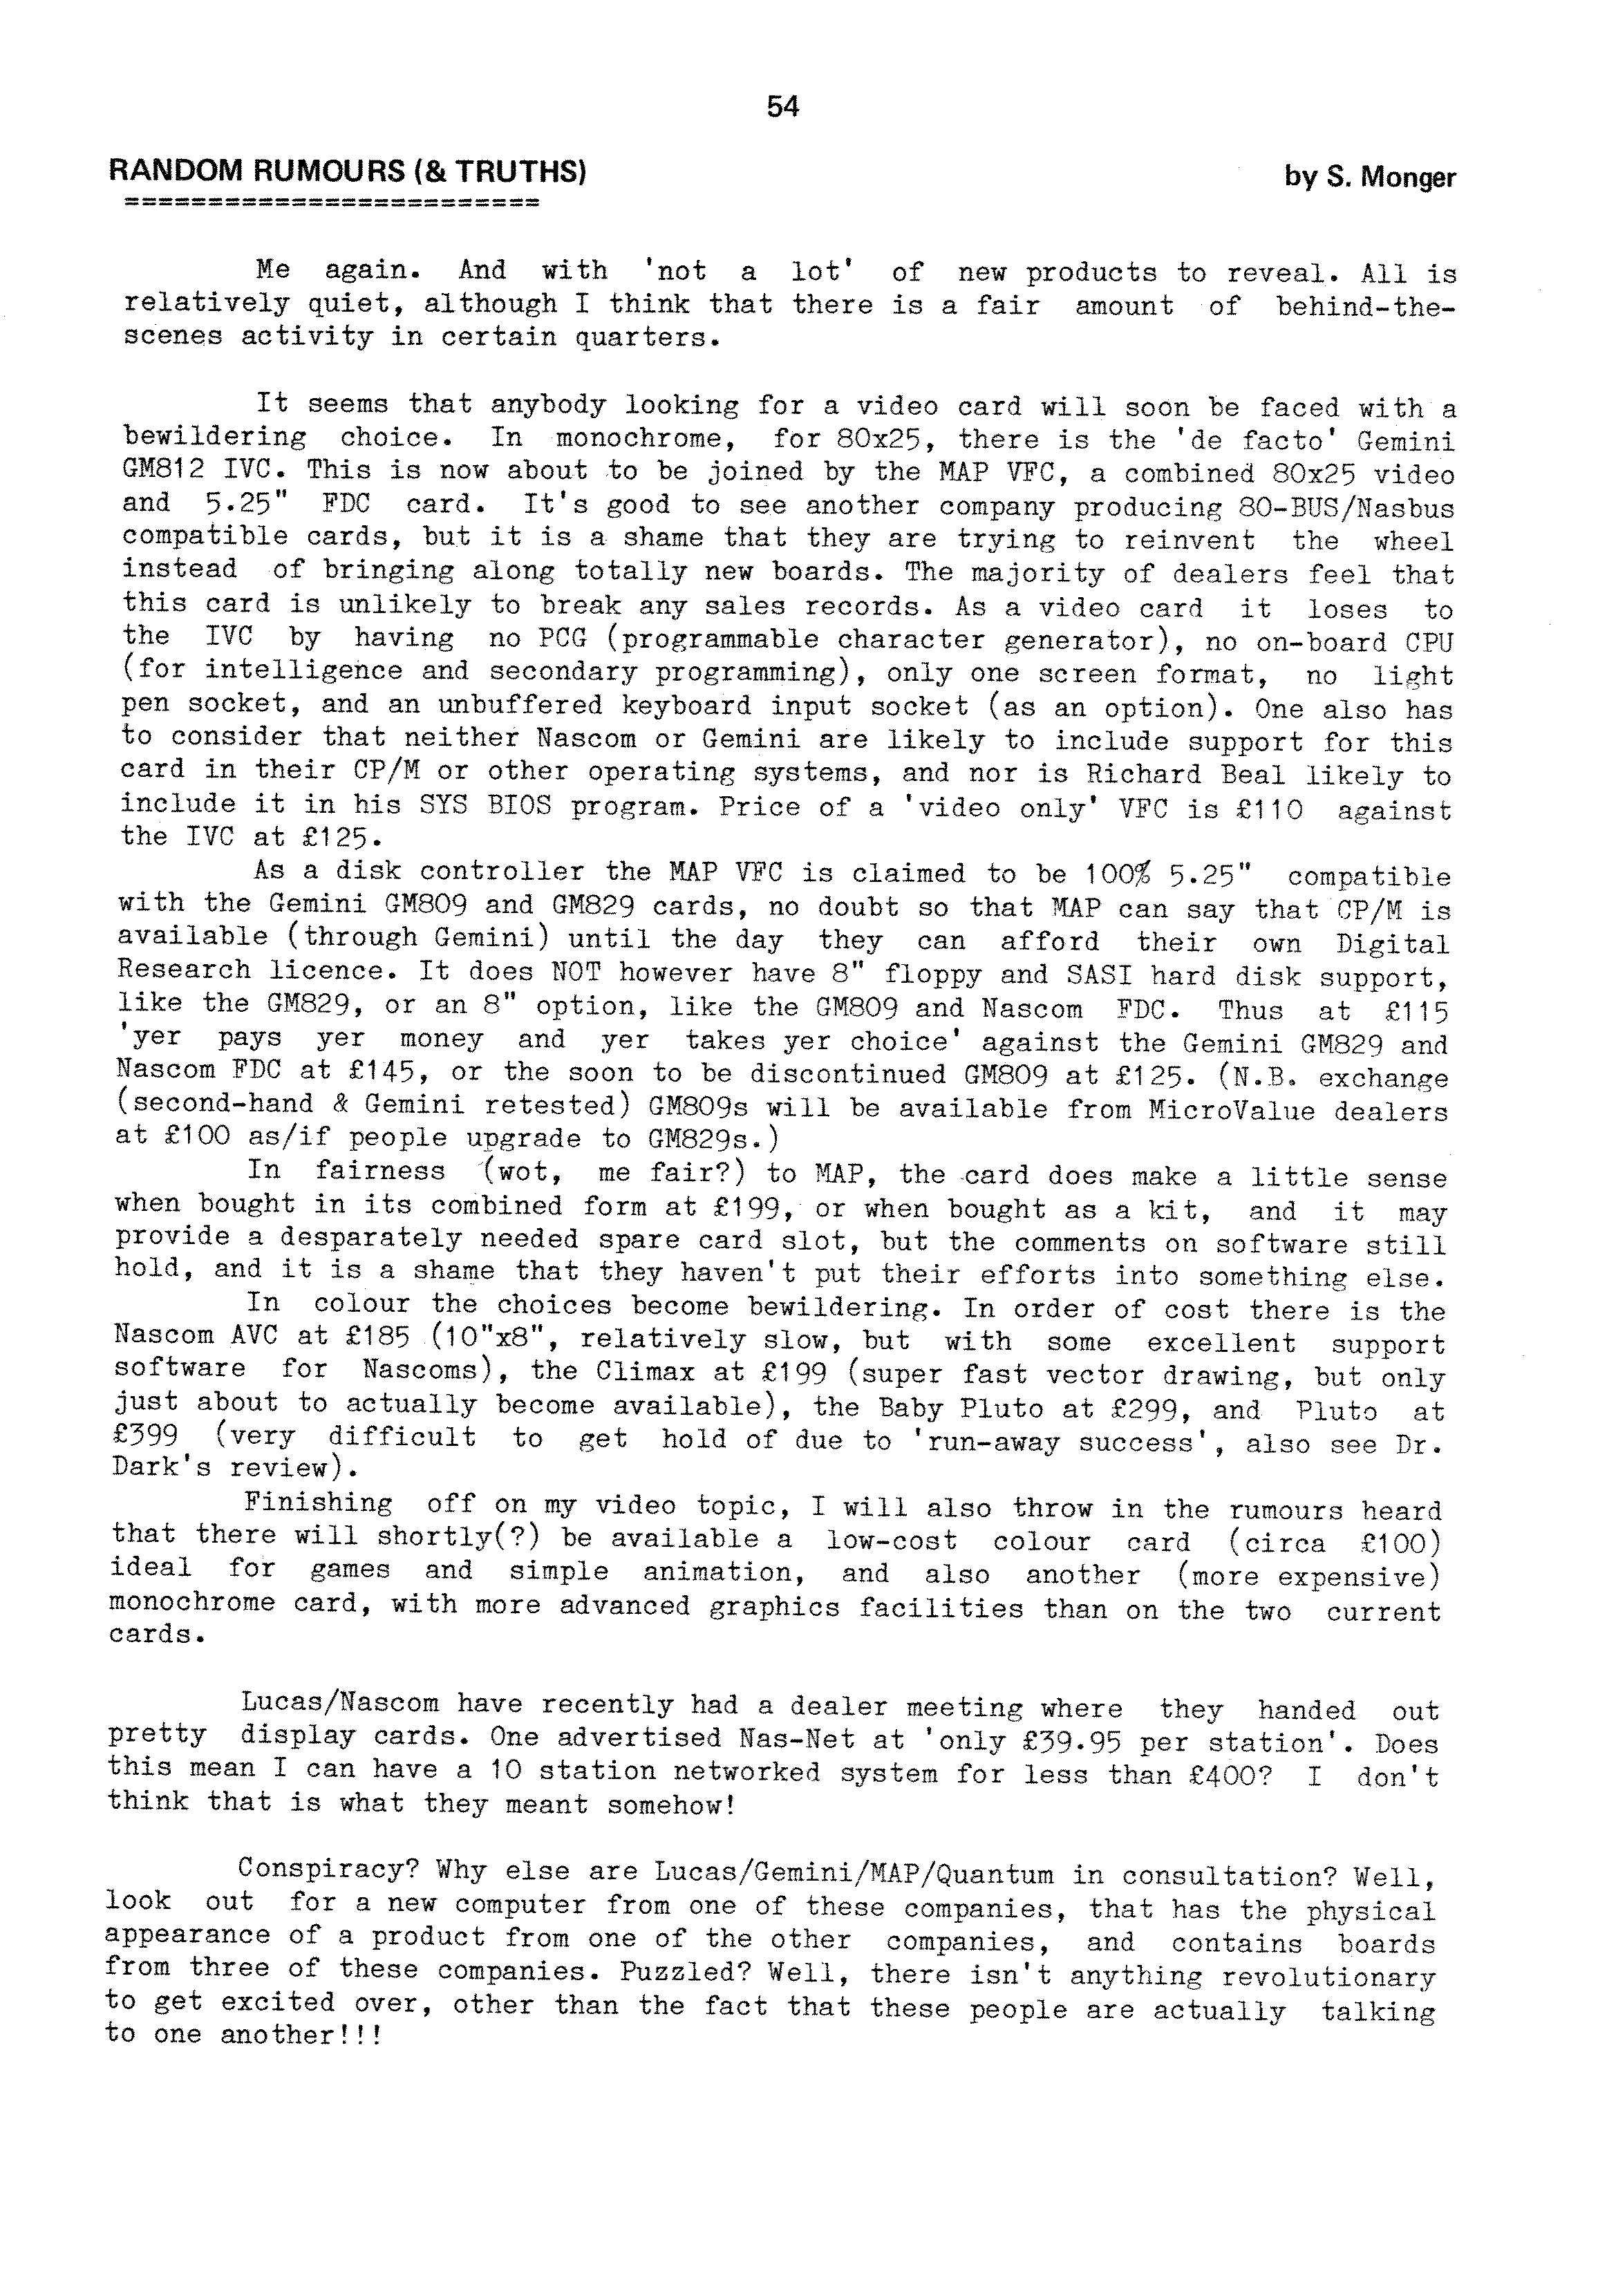 54
RANDOM RUMOURS (& TRUTHS)
by S. Monger
=========================
Me again. And with 'not a lot' of new products to reveal. All is
relatively quiet, although I think that there is a fair amount of behind-the-
scenes activity in certain quarters.
It seems that anybody looking for a video card will soon be faced with a
bewildering choice. In monochrome, for 80x25, there is the 'de facto' Gemini
GM812 IVC. This is now about to be joined by the MAP VFC, a combined 80x25 video
and 5.25" FDC card. It's good to see another company producing 80-BUS/Nasbus
compatible cards, but it is a shame that they are trying to reinvent the wheel
instead of bringing along totally new boards. The majority of dealers feel that
this card is unlikely to break any sales records. As a video card it loses to
the IVC by having no PCG (programmable character generator), no on-board CPU
(for intelligence and secondary programming), only one screen format, no light
pen socket, and an unbuffered keyboard input socket (as an option). One also has
to consider that neither Nascom or Gemini are likely to include support for this
card in their CP/M or other operating systems, and nor is Richard Beal likely to
include it in his SYS BIOS program. Price of a 'video only' VFC is £110 against
the IVC at £125.
As a disk controller the MAP VFC is claimed to be 100% 5.25" compatible
with the Gemini GM809 and GM829 cards, no doubt so that MAP can say that CP/M is
available (through Gemini) until the day they can afford their own Digital
Research licence. It does NOT however have 8" floppy and SASI hard disk support,
like the GM829, or an 8" option, like the GM809 and Nascom FDC. Thus at £115
'yer pays yer money and yer takes yer choice' against the Gemini GM829 and
Nascom FDC at £145, or the soon to be discontinued GM809 at £125. (N.B. exchange
(second-hand & Gemini retested) GM809s will be available from MicroValue dealers
at £100 as/if people upgrade to GM829s.)
In fairness (wot, me fair?) to MAP, the card does make a little sense
when bought in its combined form at £199, or when bought as a kit, and it may
provide a desparately needed spare card slot, but the comments on software still
hold, and it is a shame that they haven't put their efforts into something else.
In colour the choices become bewildering. In order of cost there is the
Nascom AVC at £185 (10"x8", relatively slow, but with some excellent support
software for Nascoms), the Climax at £199 (super fast vector drawing, but only
just about to actually become available), the Baby Pluto at £299, and Pluto at
£399 (very difficult to get hold of due to 'run-away success', also see Dr.
Dark's review).
Finishing off on my video topic, I will also throw in the rumours heard
that there will shortly(?) be available a low-cost colour card (circa £100)
ideal for games and simple animation, and also another (more expensive)
monochrome card, with more advanced graphics facilities than on the two current
cards.
Lucas/Nascom have recently had a dealer meeting where they handed out
pretty display cards. One advertised Nas-Net at 'only £39.95 per station'. Does
this mean I can have a 10 station networked system for less than £400? I don't
think that is what they meant somehow!
Conspiracy? Why else are Lucas/Gemini/MAP/Quantum in consultation? Well,
look out for a new computer from one of these companies, that has the physical
appearance of a product from one of the other companies, and contains boards
from three of these companies. Puzzled? Well, there isn't anything revolutionary
to get excited over, other than the fact that these people are actually talking
to one another!!!